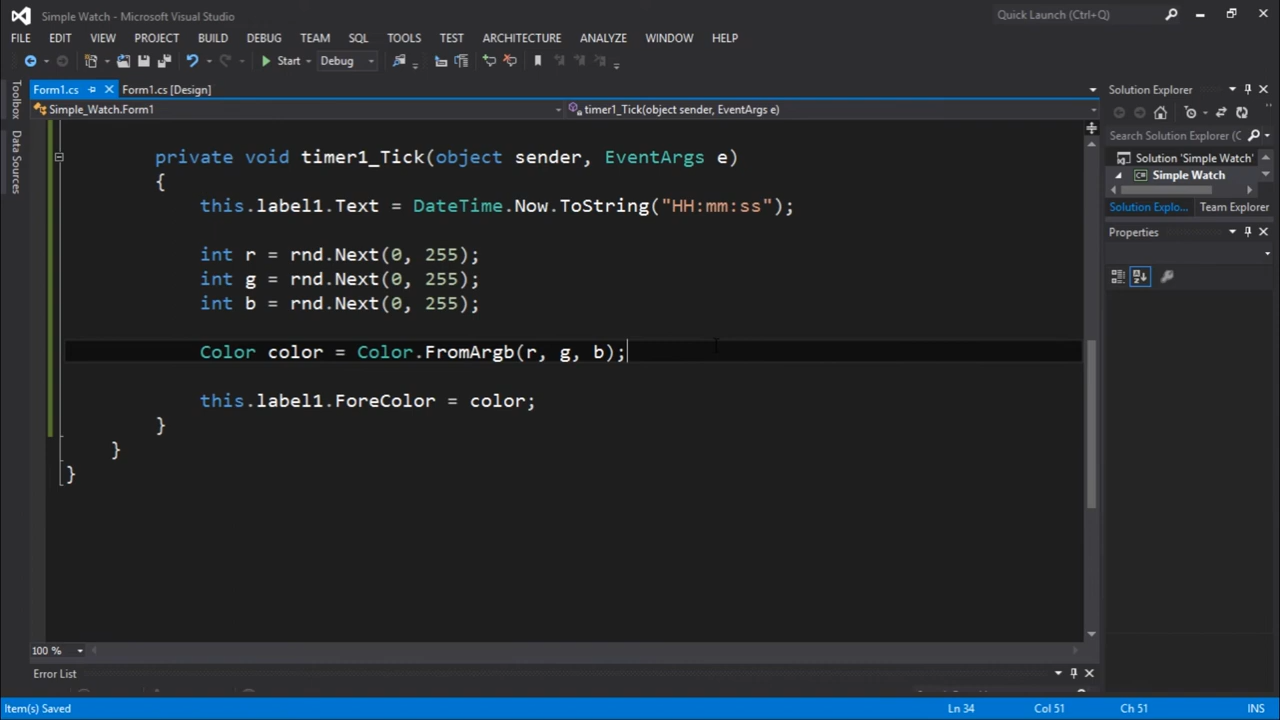 Simple Watch - Microsoft Visual Studio
Quick Launch (Ctrl+Q)
FILE EDIT VIEW PROJECT BUILD DEBUG TEAM SQL TOOLS TEST ARCHITECTURE ANALYZE WINDOW HELP
Start Debug
Toolbox
Data Sources
Form1.cs Form1.cs [Design]
Simple_Watch.Form1 timer1_Tick(object sender, EventArgs e)
private void timer1_Tick(object sender, EventArgs e)
{
this.label1.Text = DateTime.Now.ToString("HH:mm:ss");
int r = rnd.Next(0, 255);
int g = rnd.Next(0, 255);
int b = rnd.Next(0, 255);
Color color = Color.FromArgb(r, g, b);
this.label1.ForeColor = color;
}
}
}
100 %
Error List
Solution Explorer
Search Solution Explorer (C
Solution 'Simple Watch'
Simple Watch
Solution Explo... Team Explorer
Properties
Item(s) Saved Ln 34 Col 51 Ch 51 INS